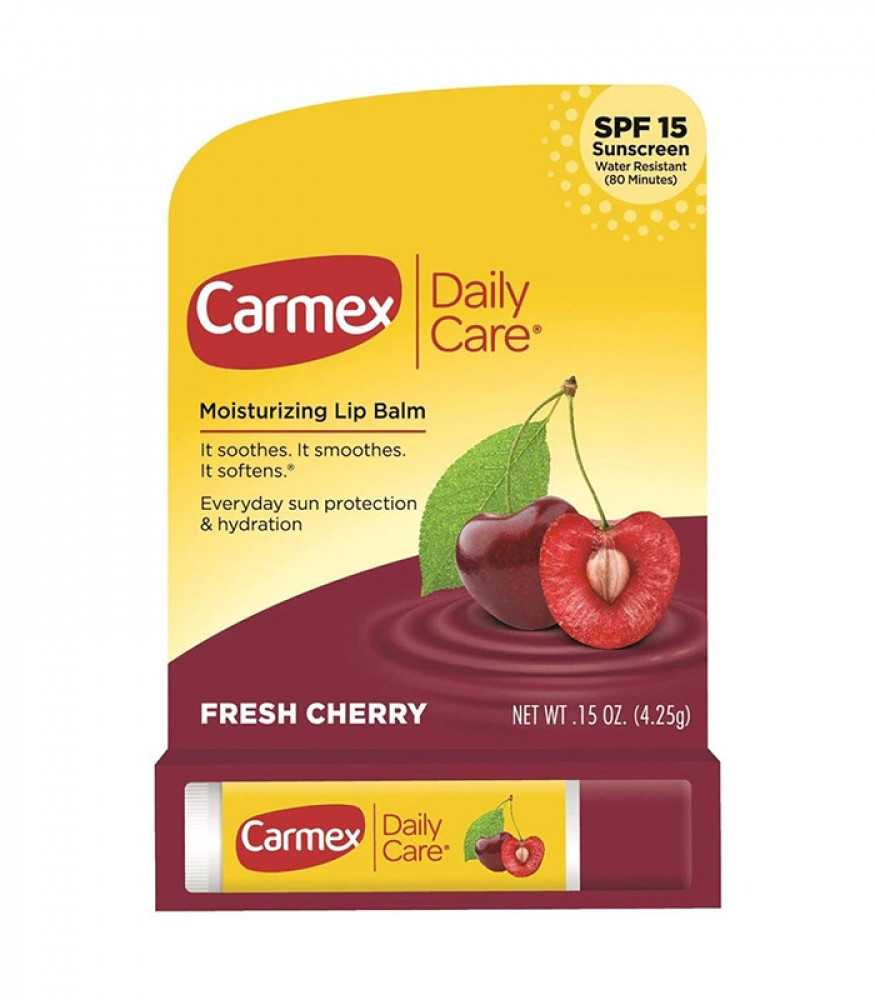 SPF 15
Sunscreen
Water Resistant
(80 Minutes)
Carmex
Daily
Care®
Moisturizing Lip Balm
It soothes. It smoothes.
It softens.®
Everyday sun protection
& hydration
FRESH CHERRY
NET WT .15 OZ. (4.25g)
Carmex
Daily
Care®